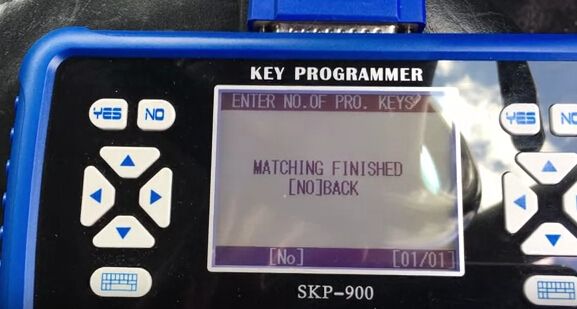 KEY PROGRAMMER
ENTER NO.OF PRO. KEYS
YES NO
YES
MATCHING FINISHED
[NO]BACK
[No] [01/01]
SKP-900